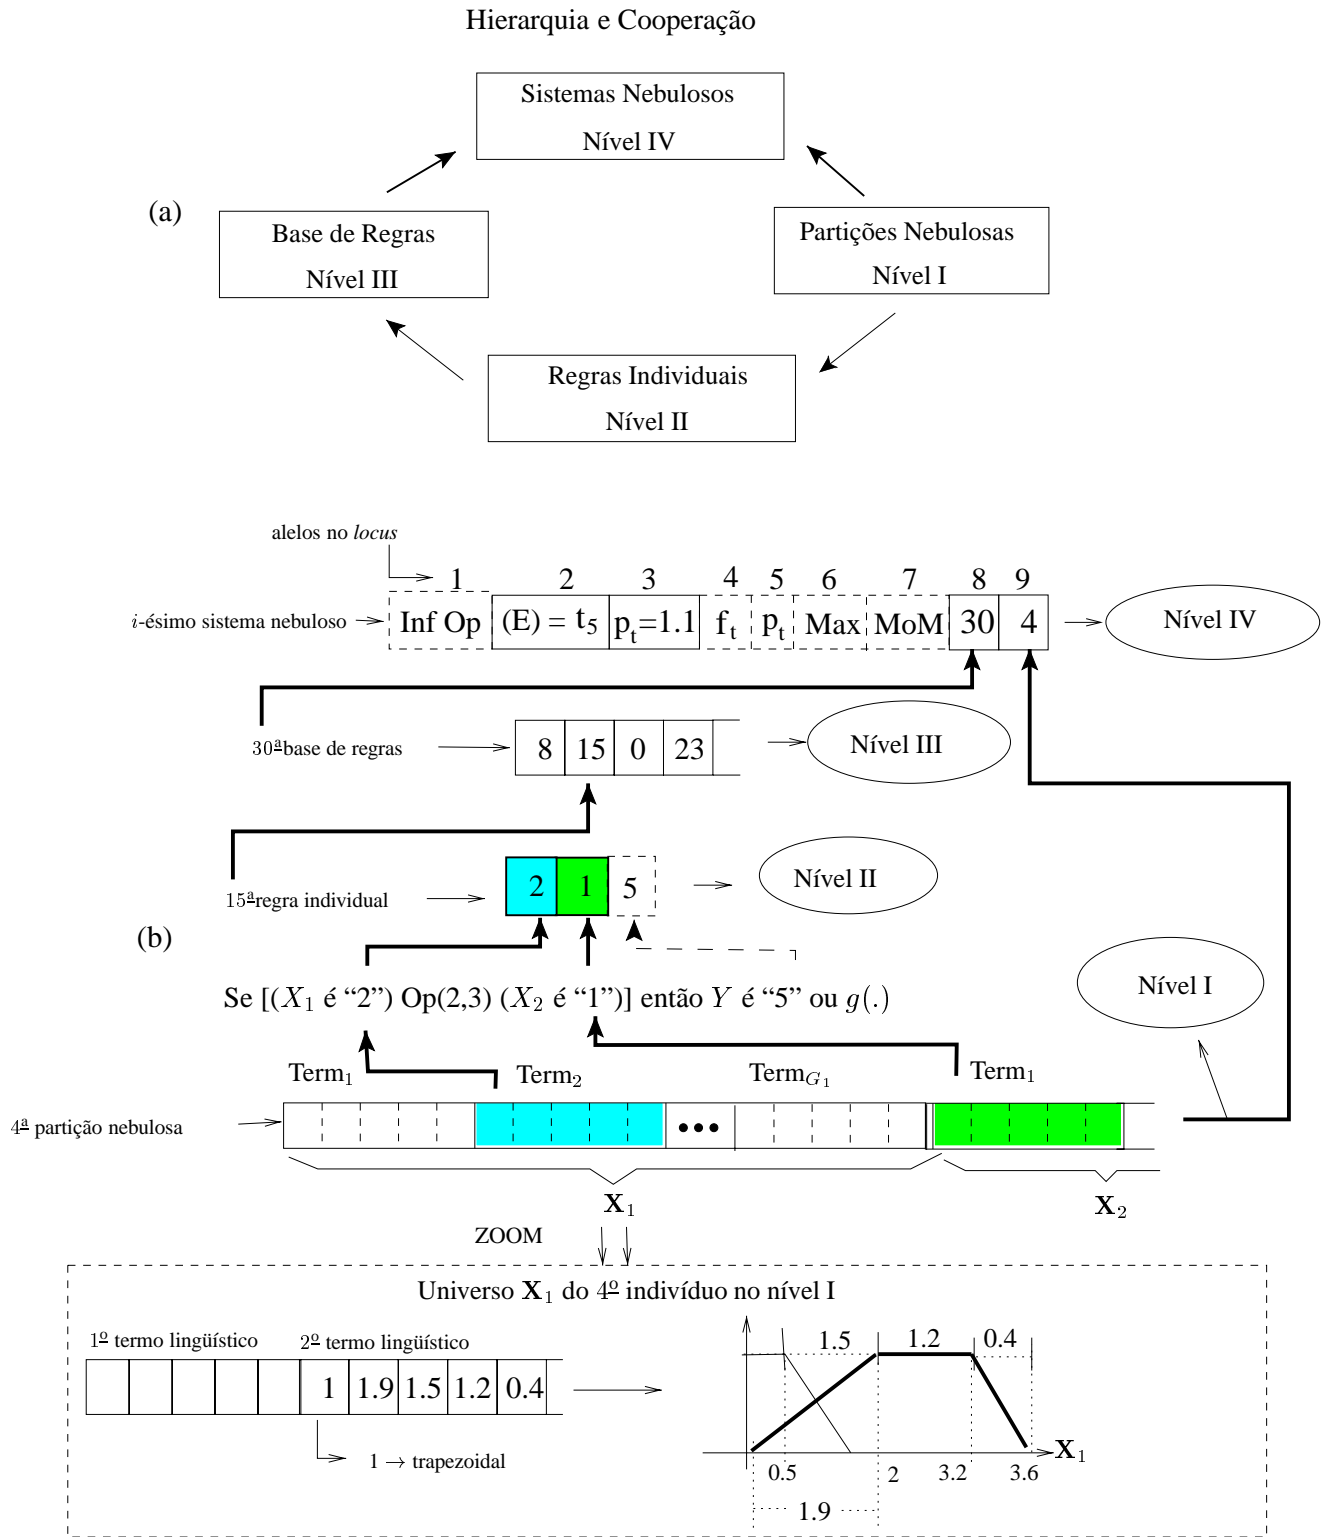 Hierarquia e Cooperação
Sistemas Nebulosos
Nível IV
(a)
Base de Regras
Nível III
Partições Nebulosas
Nível I
Regras Individuais
Nível II
alelos no locus
1 2 3 4 5 6 7 8 9
i-ésimo sistema nebuloso
Inf Op (E) = t5 pt=1.1 ft pt Max MoM 30 4
Nível IV
30ª base de regras
8 15 0 23
Nível III
15ª regra individual
2 1 5
Nível II
(b)
Nível I
Se [(X1 é “2”) Op(2,3) (X2 é “1”)] então Y é “5” ou g(.)
Term1 Term2 TermG1 Term1
4ª partição nebulosa
•••
X1
X2
ZOOM
Universo X1 do 4º indivíduo no nível I
1º termo lingüístico 2º termo lingüístico
1 1.9 1.5 1.2 0.4
1 → trapezoidal
1.5 1.2 0.4
X1
0.5 2 3.2 3.6
1.9